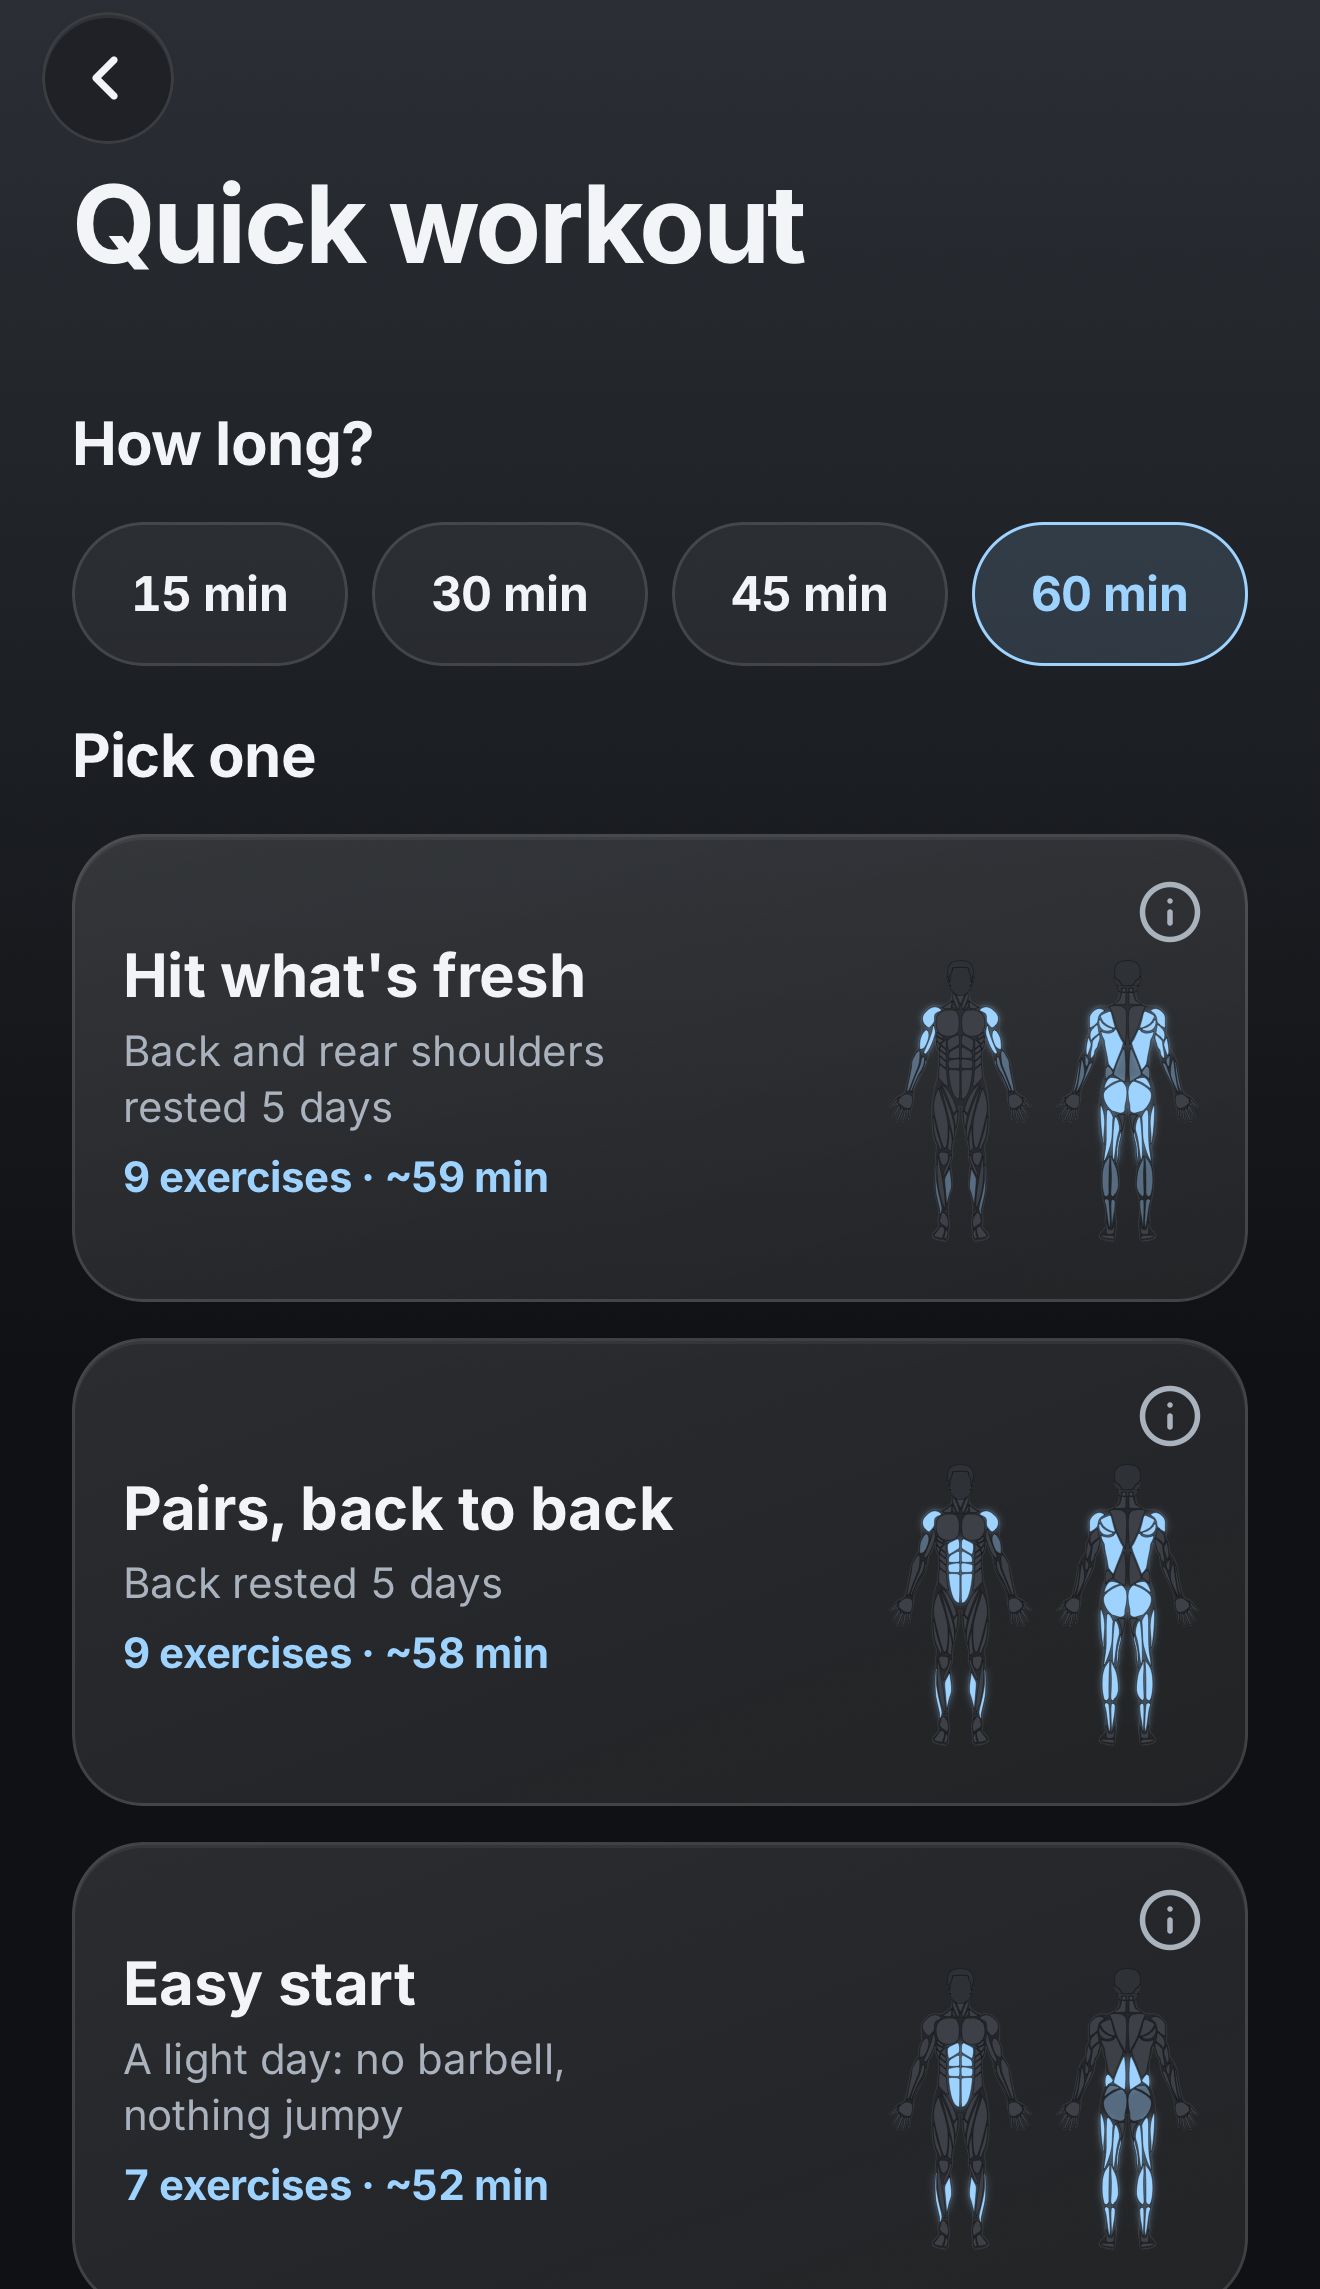 Quick workout
How long?
15 min 30 min 45 min 60 min
Pick one
Hit what's fresh
Back and rear shoulders
rested 5 days
9 exercises · ~59 min
Pairs, back to back
Back rested 5 days
9 exercises · ~58 min
Easy start
A light day: no barbell,
nothing jumpy
7 exercises · ~52 min